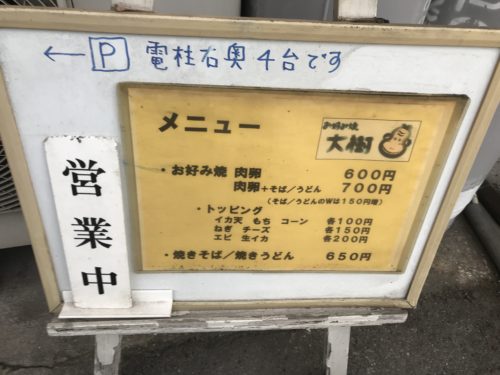 ← P 電柱右奥4台です
メニュー
お好み焼
大樹
・お好み焼 肉卵 600円
肉卵+そば/うどん 700円
(そば/うどんのWは150円増)
・トッピング
イカ天 もち コーン 各100円
ねぎ チーズ 各150円
エビ 生イカ 各200円
・焼きそば/焼きうどん 650円
営業中